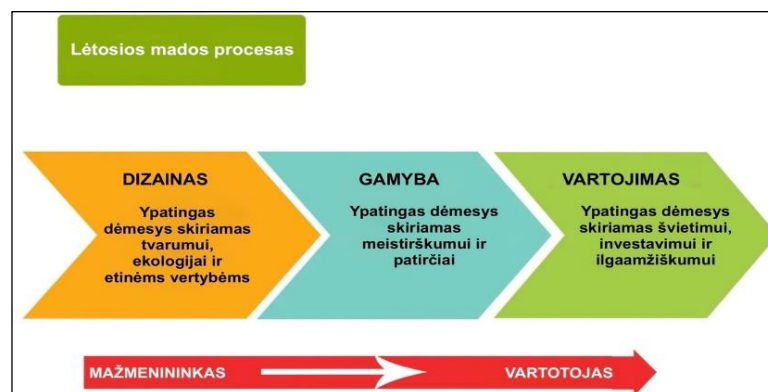 Lėtosios mados procesas
DIZAINAS
Ypatingas
dėmesys skiriamas
tvarumui,
ekologijai ir
etinėms vertybėms
GAMYBA
Ypatingas dėmesys
skiriamas
meistirškumui ir
patirčiai
VARTOJIMAS
Ypatingas dėmesys
skiriamas švietimui,
investavimui ir
ilgaamžiškumui
MAŽMENININKAS
VARTOTOJAS